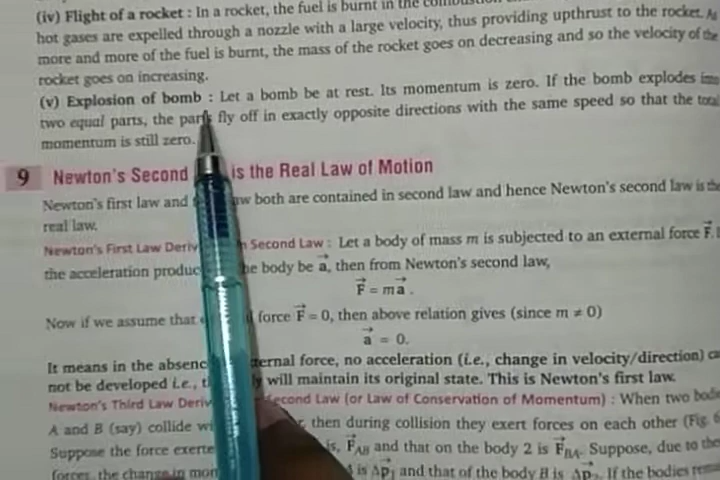 (iv) Flight of a rocket : In a rocket, the fuel is burnt in the
hot gases are expelled through a nozzle with a large velocity, thus providing upthrust to the rocket. As
more and more of the fuel is burnt, the mass of the rocket goes on decreasing and so the velocity of the
rocket goes on increasing.
(v) Explosion of bomb : Let a bomb be at rest. Its momentum is zero. If the bomb explodes into
two equal parts, the parts fly off in exactly opposite directions with the same speed so that the total
momentum is still zero.
9 Newton's Second is the Real Law of Motion
Newton's first law and both are contained in second law and hence Newton's second law is the
real law.
Newton's First Law Second Law : Let a body of mass m is subjected to an external force F⃗.
the acceleration body be a⃗, then from Newton's second law,
F⃗ = ma⃗ .
Now if we assume that force F⃗ = 0, then above relation gives (since m ≠ 0)
a⃗ = 0.
It means in the force, no acceleration (i.e., change in velocity/direction)
not be developed i.e., will maintain its original state. This is Newton's first law.
Newton's Third Law Second Law (or Law of Conservation of Momentum) : When two
A and B (say) collide then during collision they exert forces on each other (Fig.
Suppose the force is, F⃗AB and that on the body 2 is F⃗BA. Suppose, due to
forces, the change in is Δp⃗1 and that of the body B is Δp⃗2. If the bodies